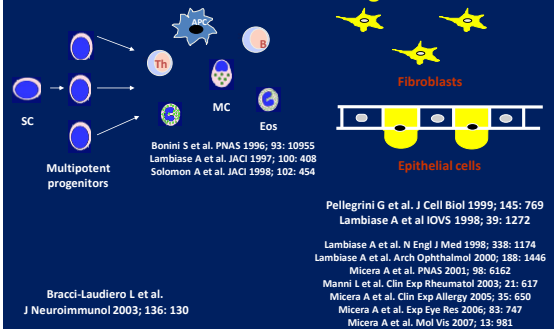 APC
Th
B
SC
MC
Eos
Multipotent
progenitors
Bonini S et al. PNAS 1996; 93: 10955
Lambiase A et al. JACI 1997; 100: 408
Solomon A et al. JACI 1998; 102: 454
Bracci-Laudiero L et al.
J Neuroimmunol 2003; 136: 130
Fibroblasts
Epithelial cells
Pellegrini G et al. J Cell Biol 1999; 145: 769
Lambiase A et al IOVS 1998; 39: 1272
Lambiase A et al. N Engl J Med 1998; 338: 1174
Lambiase A et al. Arch Ophthalmol 2000; 188: 1446
Micera A et al. PNAS 2001; 98: 6162
Manni L et al. Clin Exp Rheumatol 2003; 21: 617
Micera A et al. Clin Exp Allergy 2005; 35: 650
Micera A et al. Exp Eye Res 2006; 83: 747
Micera A et al. Mol Vis 2007; 13: 981